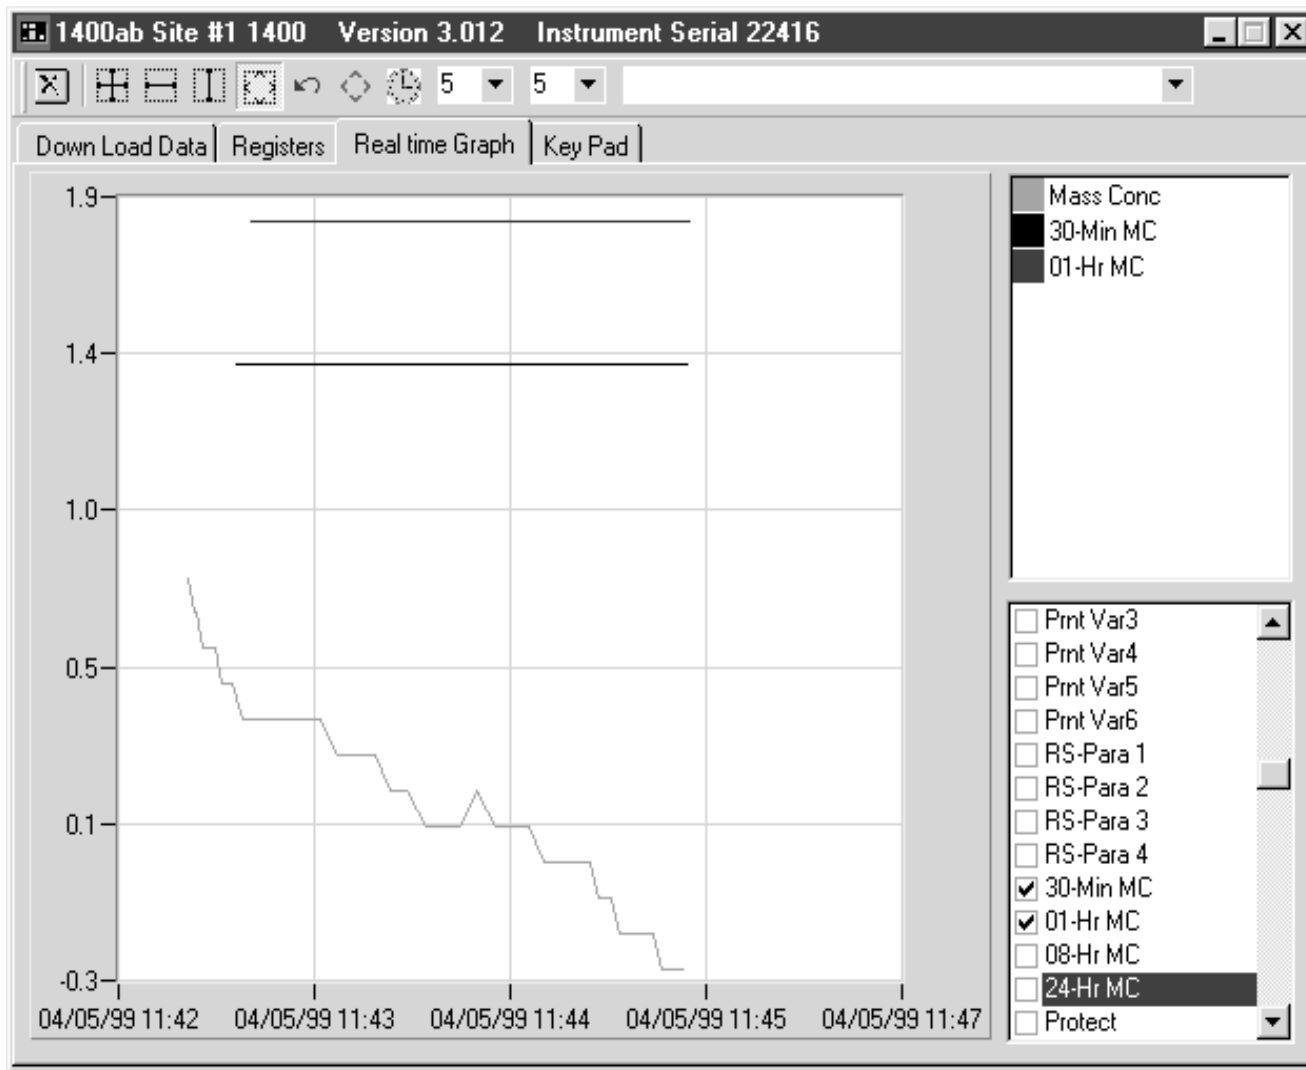 1400ab Site #1 1400 Version 3.012 Instrument Serial 22416
5 5
Down Load Data Registers Real time Graph Key Pad
1.9
1.4
1.0
0.5
0.1
-0.3
04/05/99 11:42 04/05/99 11:43 04/05/99 11:44 04/05/99 11:45 04/05/99 11:47
Mass Conc
30-Min MC
01-Hr MC
Prnt Var3
Prnt Var4
Prnt Var5
Prnt Var6
RS-Para 1
RS-Para 2
RS-Para 3
RS-Para 4
30-Min MC
01-Hr MC
08-Hr MC
24-Hr MC
Protect